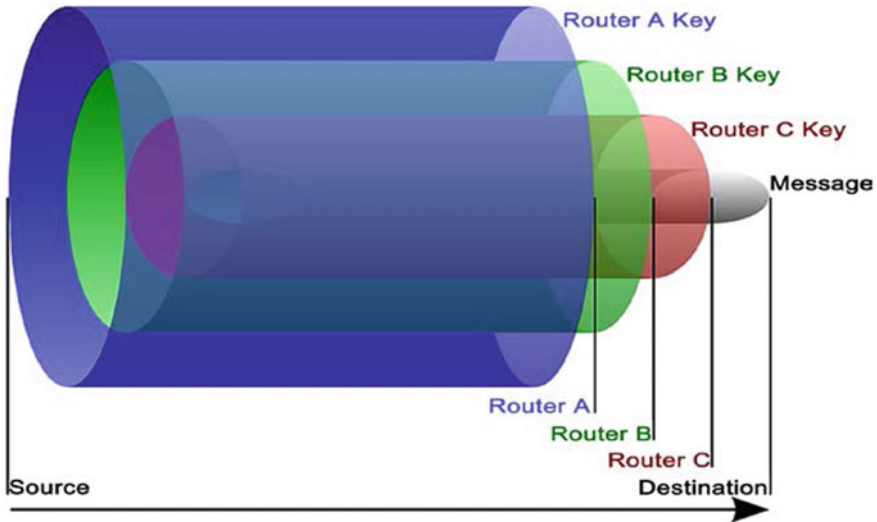 Router A Key
Router B Key
Router C Key
Message
Router A
Router B
Router C
Source
Destination